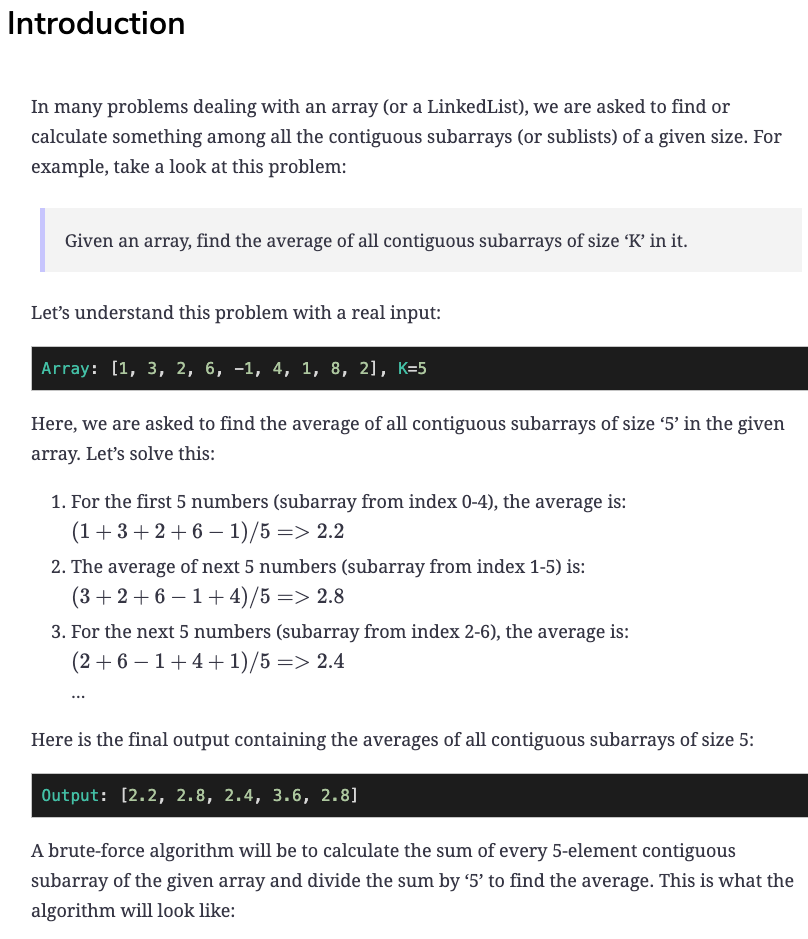 Introduction
In many problems dealing with an array (or a LinkedList), we are asked to find or
calculate something among all the contiguous subarrays (or sublists) of a given size. For
example, take a look at this problem:
Given an array, find the average of all contiguous subarrays of size ‘K’ in it.
Let’s understand this problem with a real input:
Array: [1, 3, 2, 6, −1, 4, 1, 8, 2], K=5
Here, we are asked to find the average of all contiguous subarrays of size ‘5’ in the given
array. Let’s solve this:
1. For the first 5 numbers (subarray from index 0-4), the average is:
(1 + 3 + 2 + 6 − 1)/5 => 2.2
2. The average of next 5 numbers (subarray from index 1-5) is:
(3 + 2 + 6 − 1 + 4)/5 => 2.8
3. For the next 5 numbers (subarray from index 2-6), the average is:
(2 + 6 − 1 + 4 + 1)/5 => 2.4
...
Here is the final output containing the averages of all contiguous subarrays of size 5:
Output: [2.2, 2.8, 2.4, 3.6, 2.8]
A brute-force algorithm will be to calculate the sum of every 5-element contiguous
subarray of the given array and divide the sum by ‘5’ to find the average. This is what the
algorithm will look like: